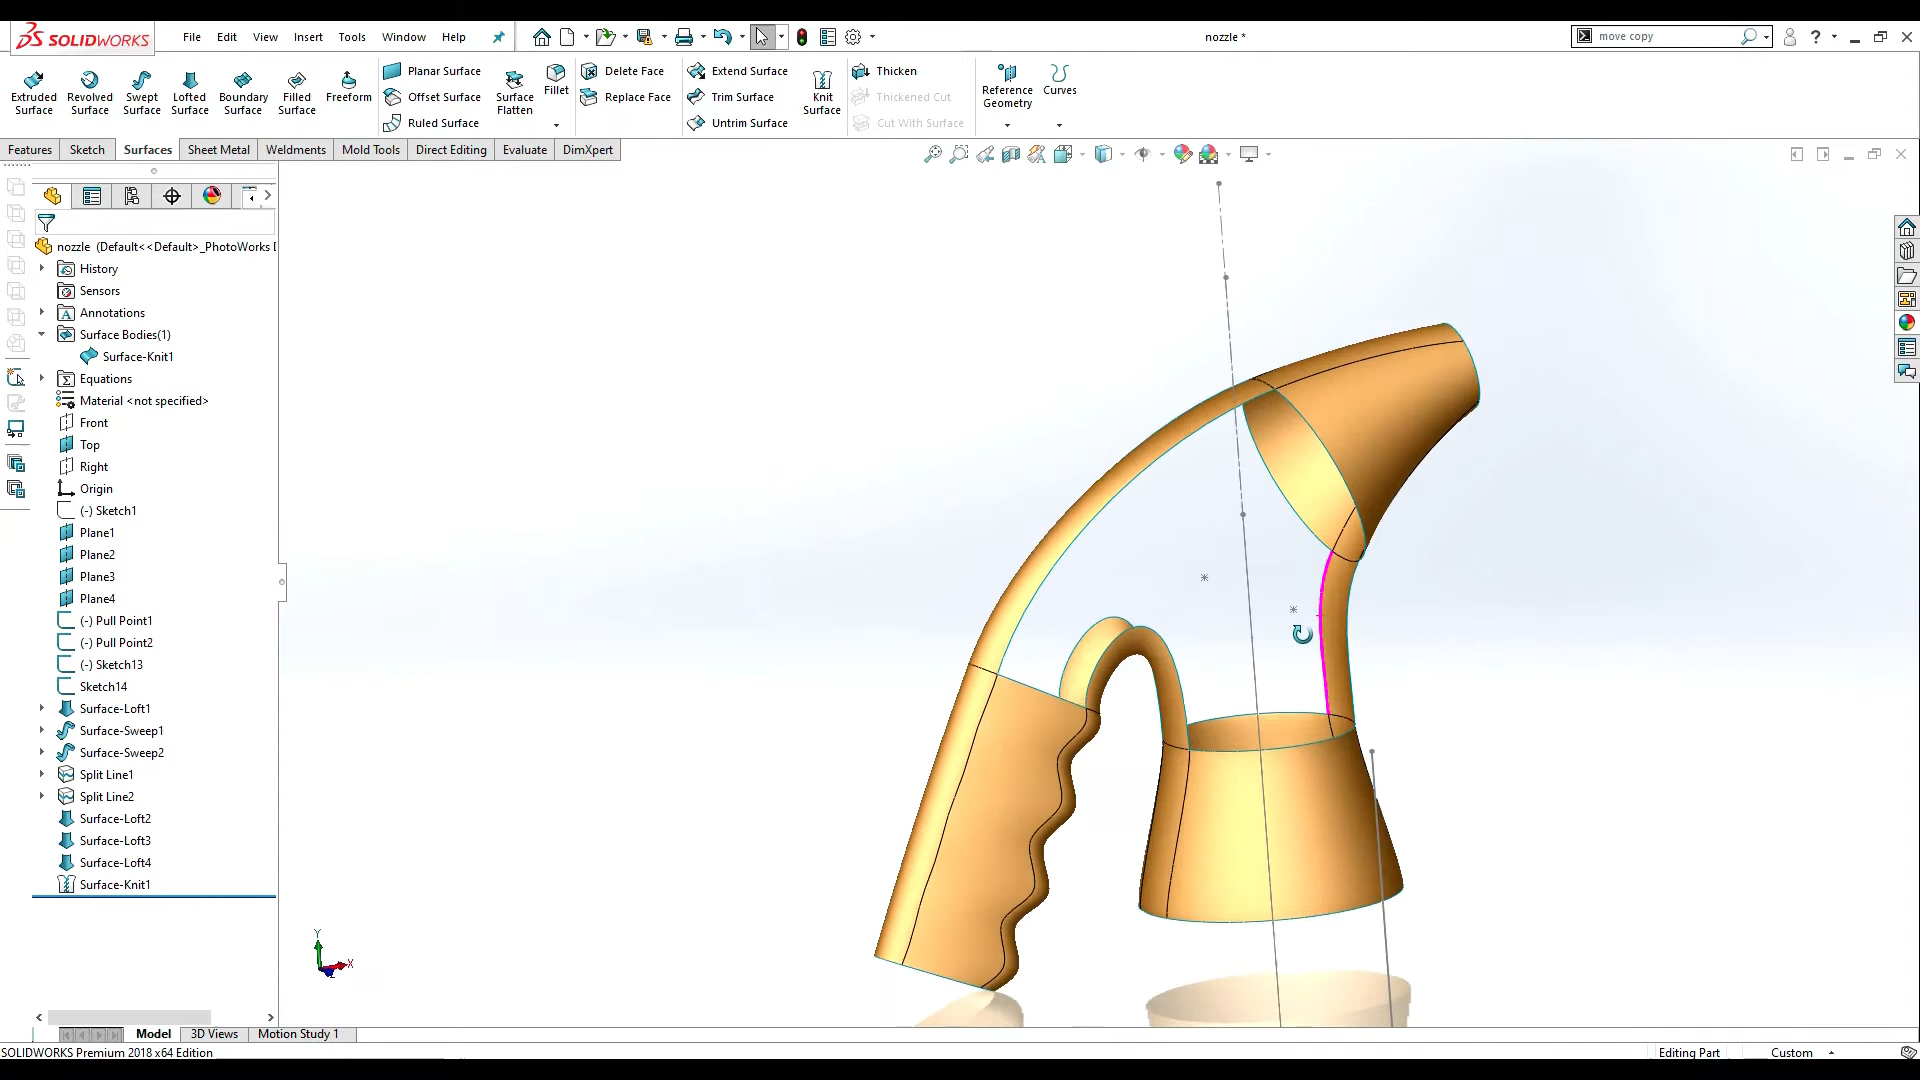 SOLIDWORKS
File Edit View Insert Tools Window Help
nozzle *
move copy
Extruded Surface
Revolved Surface
Swept Surface
Lofted Surface
Boundary Surface
Filled Surface
Freeform
Planar Surface
Offset Surface
Ruled Surface
Surface Flatten
Fillet
Delete Face
Replace Face
Extend Surface
Trim Surface
Untrim Surface
Knit Surface
Thicken
Thickened Cut
Cut With Surface
Reference Geometry
Curves
Features Sketch Surfaces Sheet Metal Weldments Mold Tools Direct Editing Evaluate DimXpert
nozzle (Default<<Default>_PhotoWorks
History
Sensors
Annotations
Surface Bodies(1)
Surface-Knit1
Equations
Material <not specified>
Front
Top
Right
Origin
(-) Sketch1
Plane1
Plane2
Plane3
Plane4
(-) Pull Point1
(-) Pull Point2
(-) Sketch13
Sketch14
Surface-Loft1
Surface-Sweep1
Surface-Sweep2
Split Line1
Split Line2
Surface-Loft2
Surface-Loft3
Surface-Loft4
Surface-Knit1
Y
X
Model 3D Views Motion Study 1
SOLIDWORKS Premium 2018 x64 Edition
Editing Part
Custom